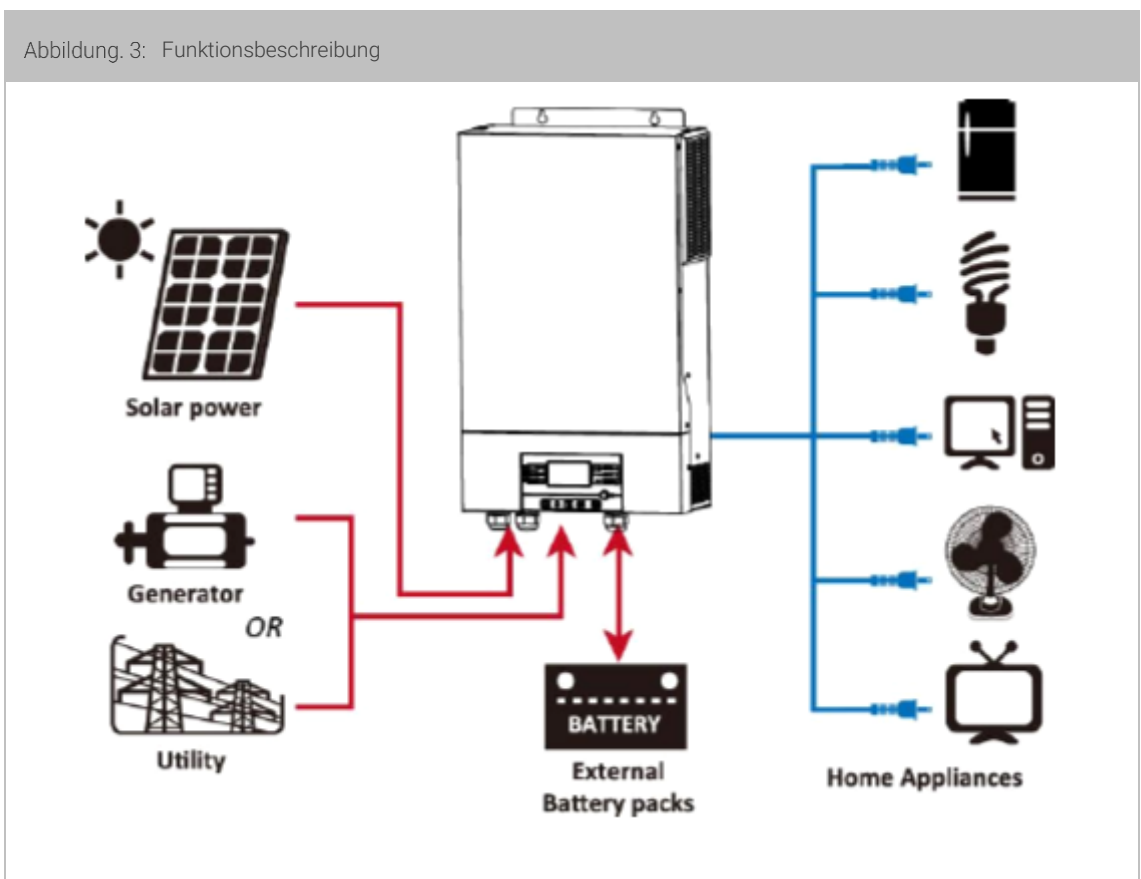 Abbildung. 3: Funktionsbeschreibung
Solar power
Generator
OR
Utility
BATTERY
External
Battery packs
Home Appliances